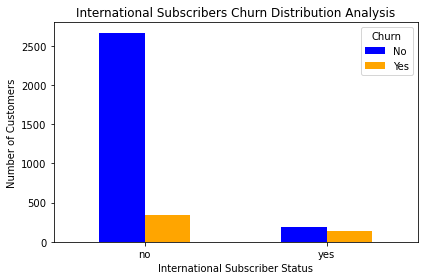 International Subscribers Churn Distribution Analysis
Number of Customers
2500
2000
1500
1000
500
0
Churn
No
Yes
no
yes
International Subscriber Status